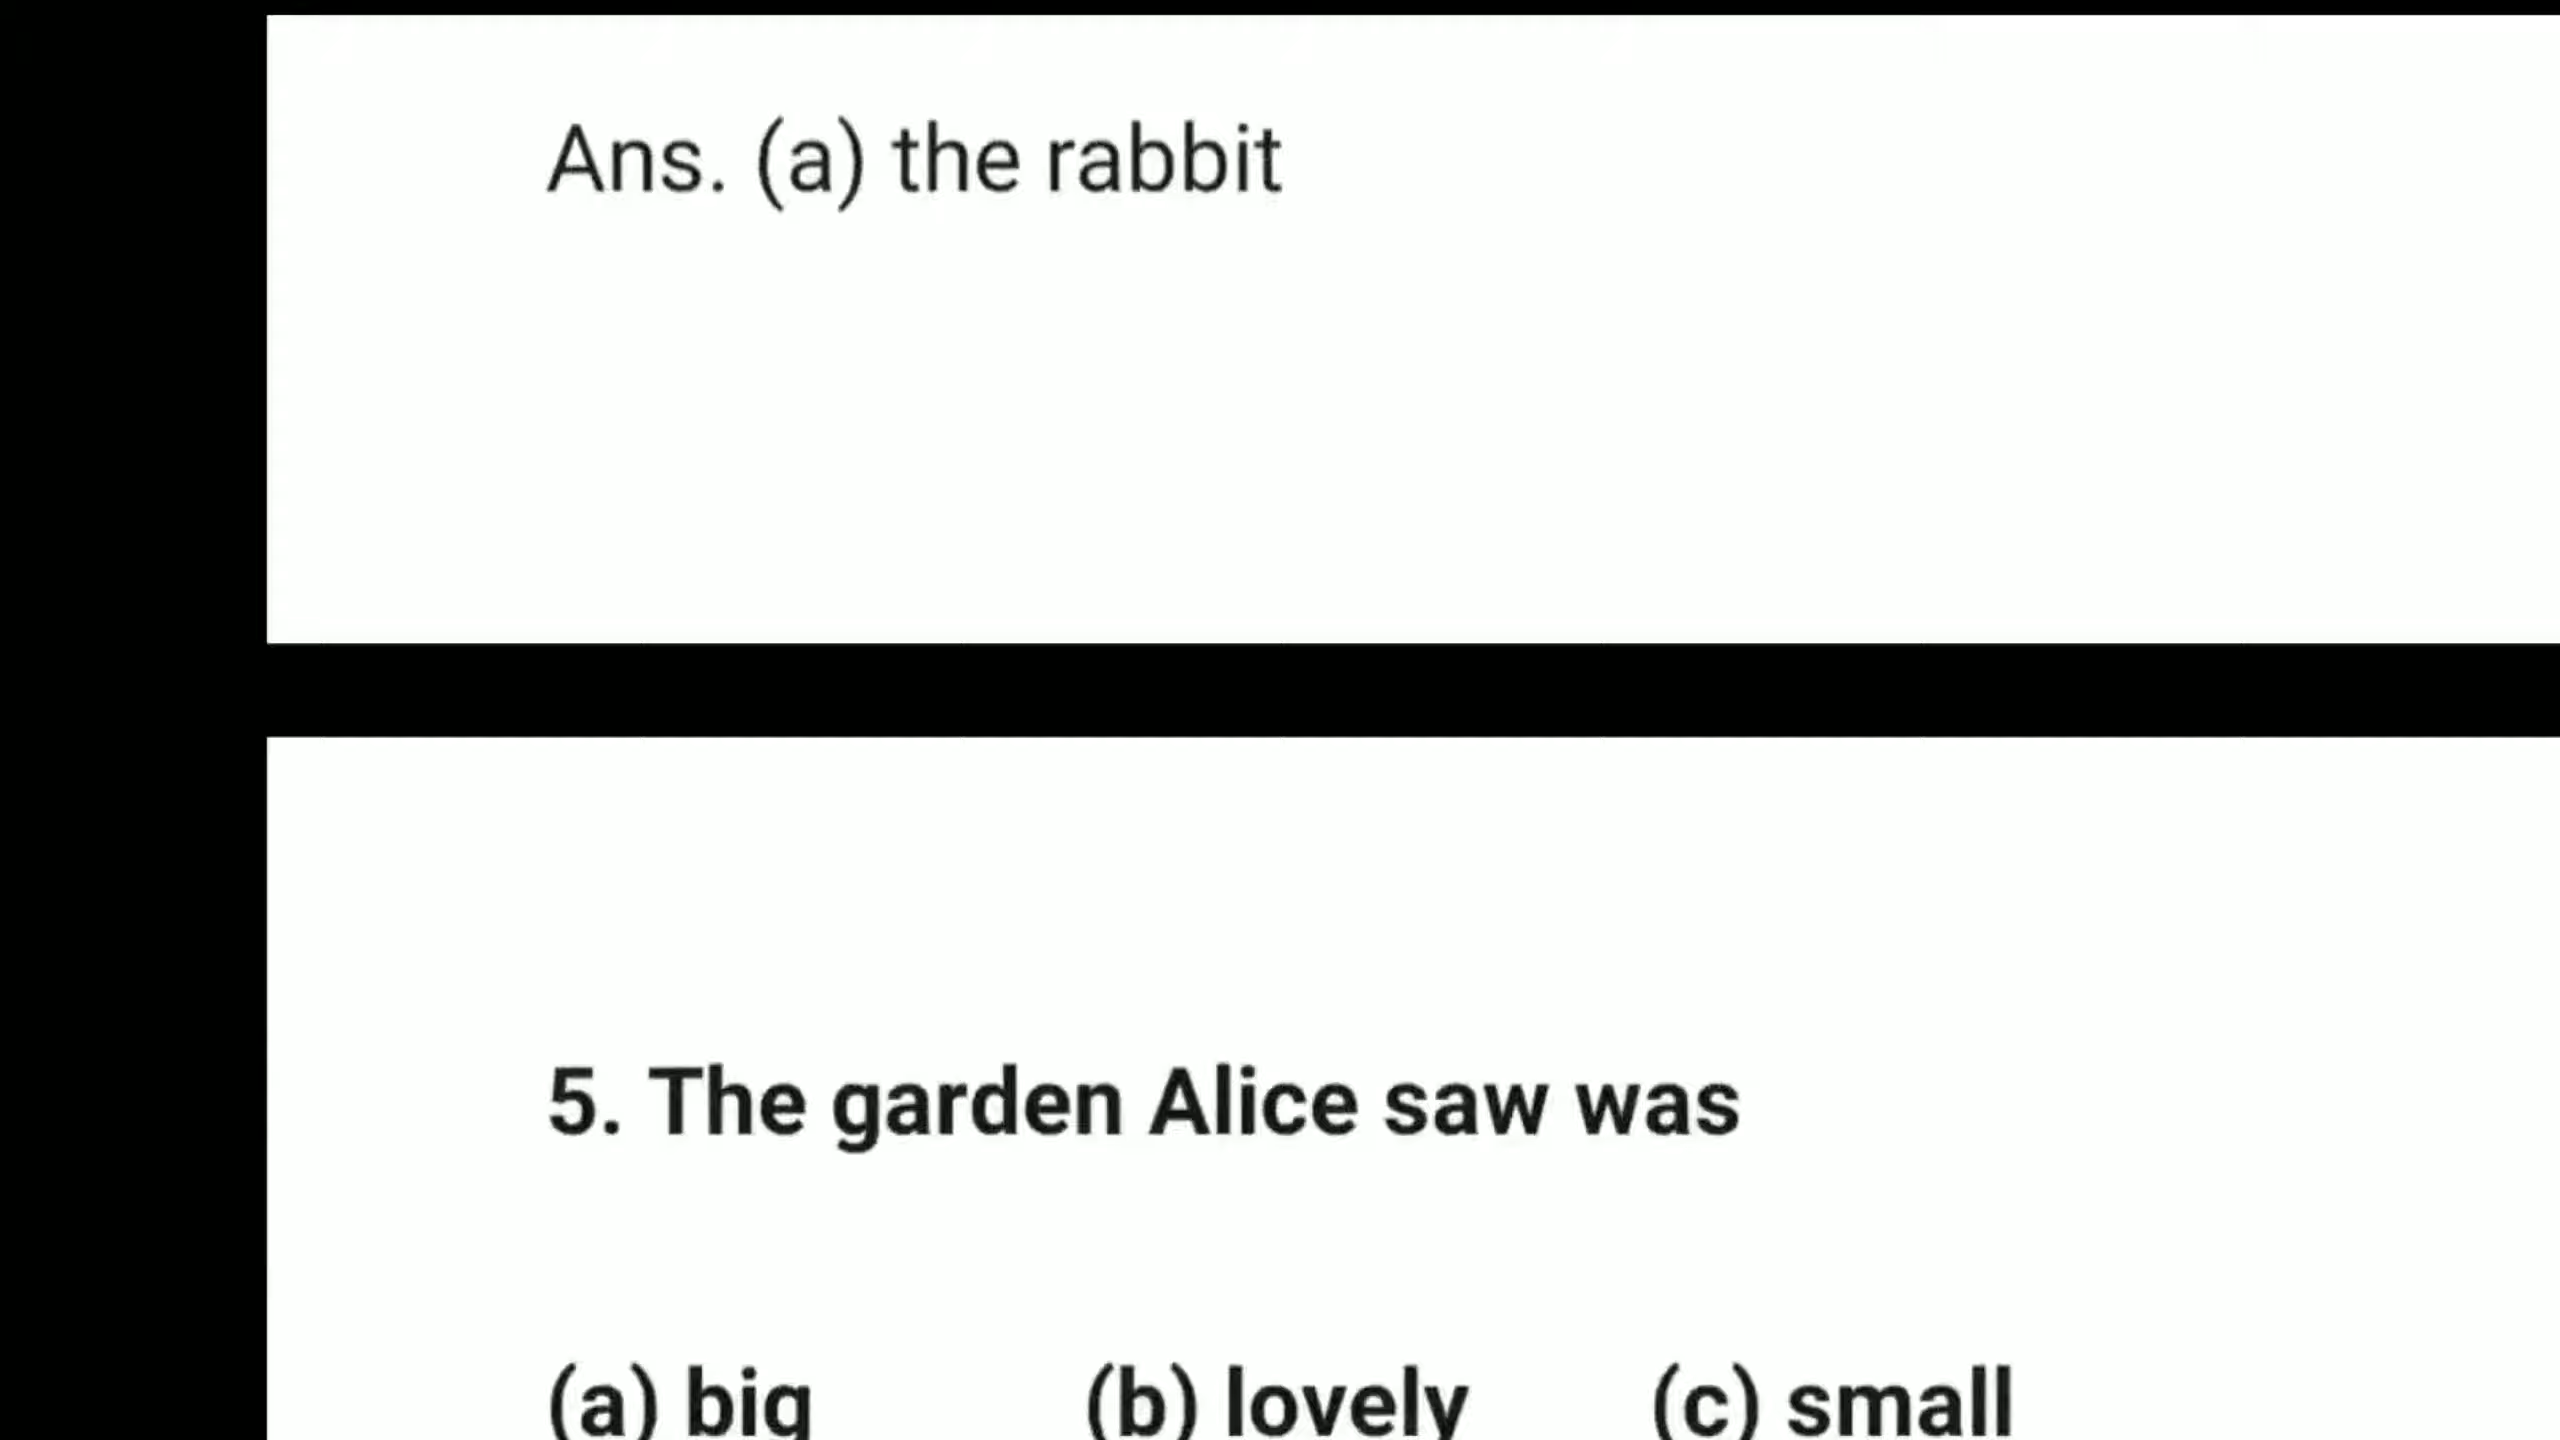 Ans. (a) the rabbit
5. The garden Alice saw was
(a) big (b) lovely (c) small